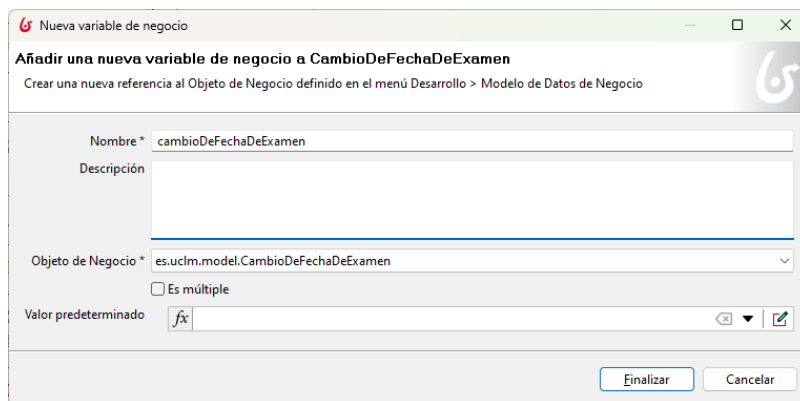 Nueva variable de negocio
Añadir una nueva variable de negocio a CambioDeFechaDeExamen
Crear una nueva referencia al Objeto de Negocio definido en el menú Desarrollo > Modelo de Datos de Negocio
Nombre * cambioDeFechaDeExamen
Descripción
Objeto de Negocio * es.uclm.model.CambioDeFechaDeExamen
Es múltiple
Valor predeterminado fx
Finalizar Cancelar